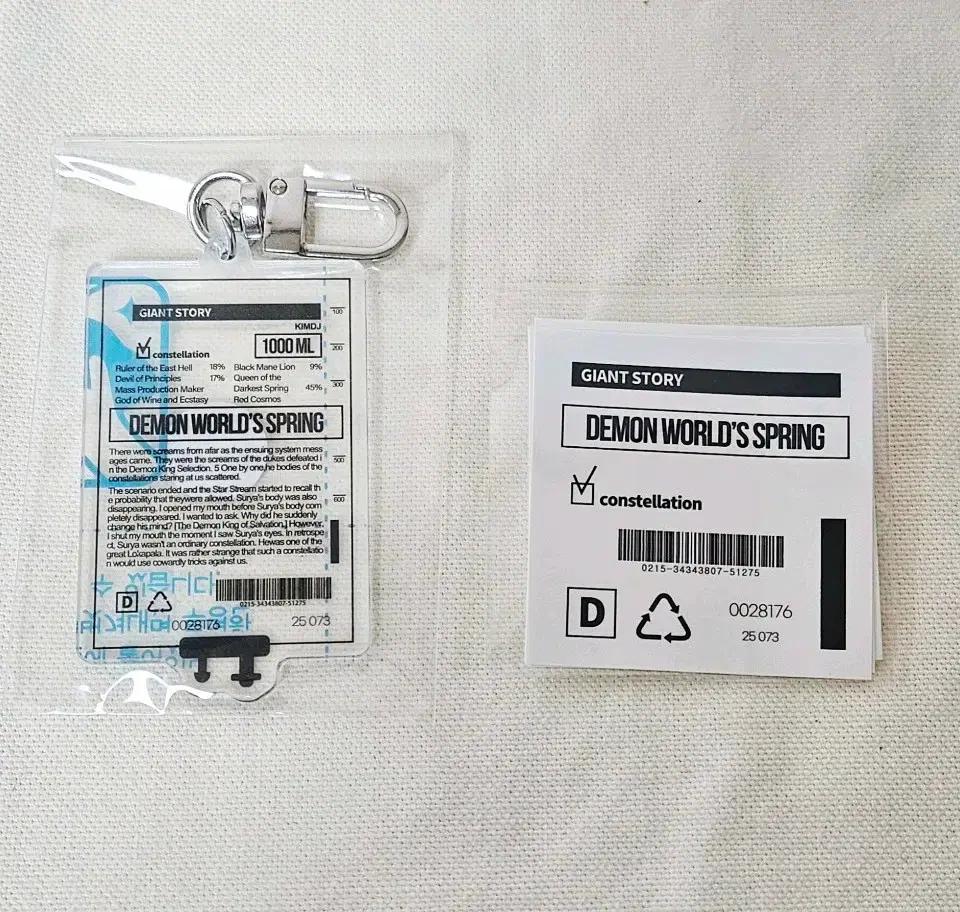 GIANT STORY
KIMDJ
100
1000 ML
constellation
200
Ruler of the East Hell 18% Black Mane Lion 9%
Devil of Principles 17% Queen of the
300
Mass Production Maker Darkest Spring 45%
God of Wine and Ecstasy Red Cosmos
DEMON WORLD'S SPRING
There were screams from afar as the ensuing system mess
ages came. They were the screams of the dukes defeated i
500
n the Demon King Selection. 5 One by one,he bodies of the
constellations staring at us scattered.
The scenario ended and the Star Stream started to recall th
e probability that theywere allowed. Surya's body was also
600
disappearing. I opened my mouth before Surya's body com
pletely disappeared. I wanted to ask. Why did he suddenly
change his mind? [The Demon King of Salvation.] However,
I shut my mouth the moment I saw Surya's eyes. In retrospe
ct, Surya wasn't an ordinary constellation. Hewas one of the
great Lokapala. It was rather strange that such a constellatio
n would use cowardly tricks against us.
D
0215-34343807-51275
0028176
25 073
GIANT STORY
DEMON WORLD'S SPRING
constellation
0215-34343807-51275
D
0028176
25 073